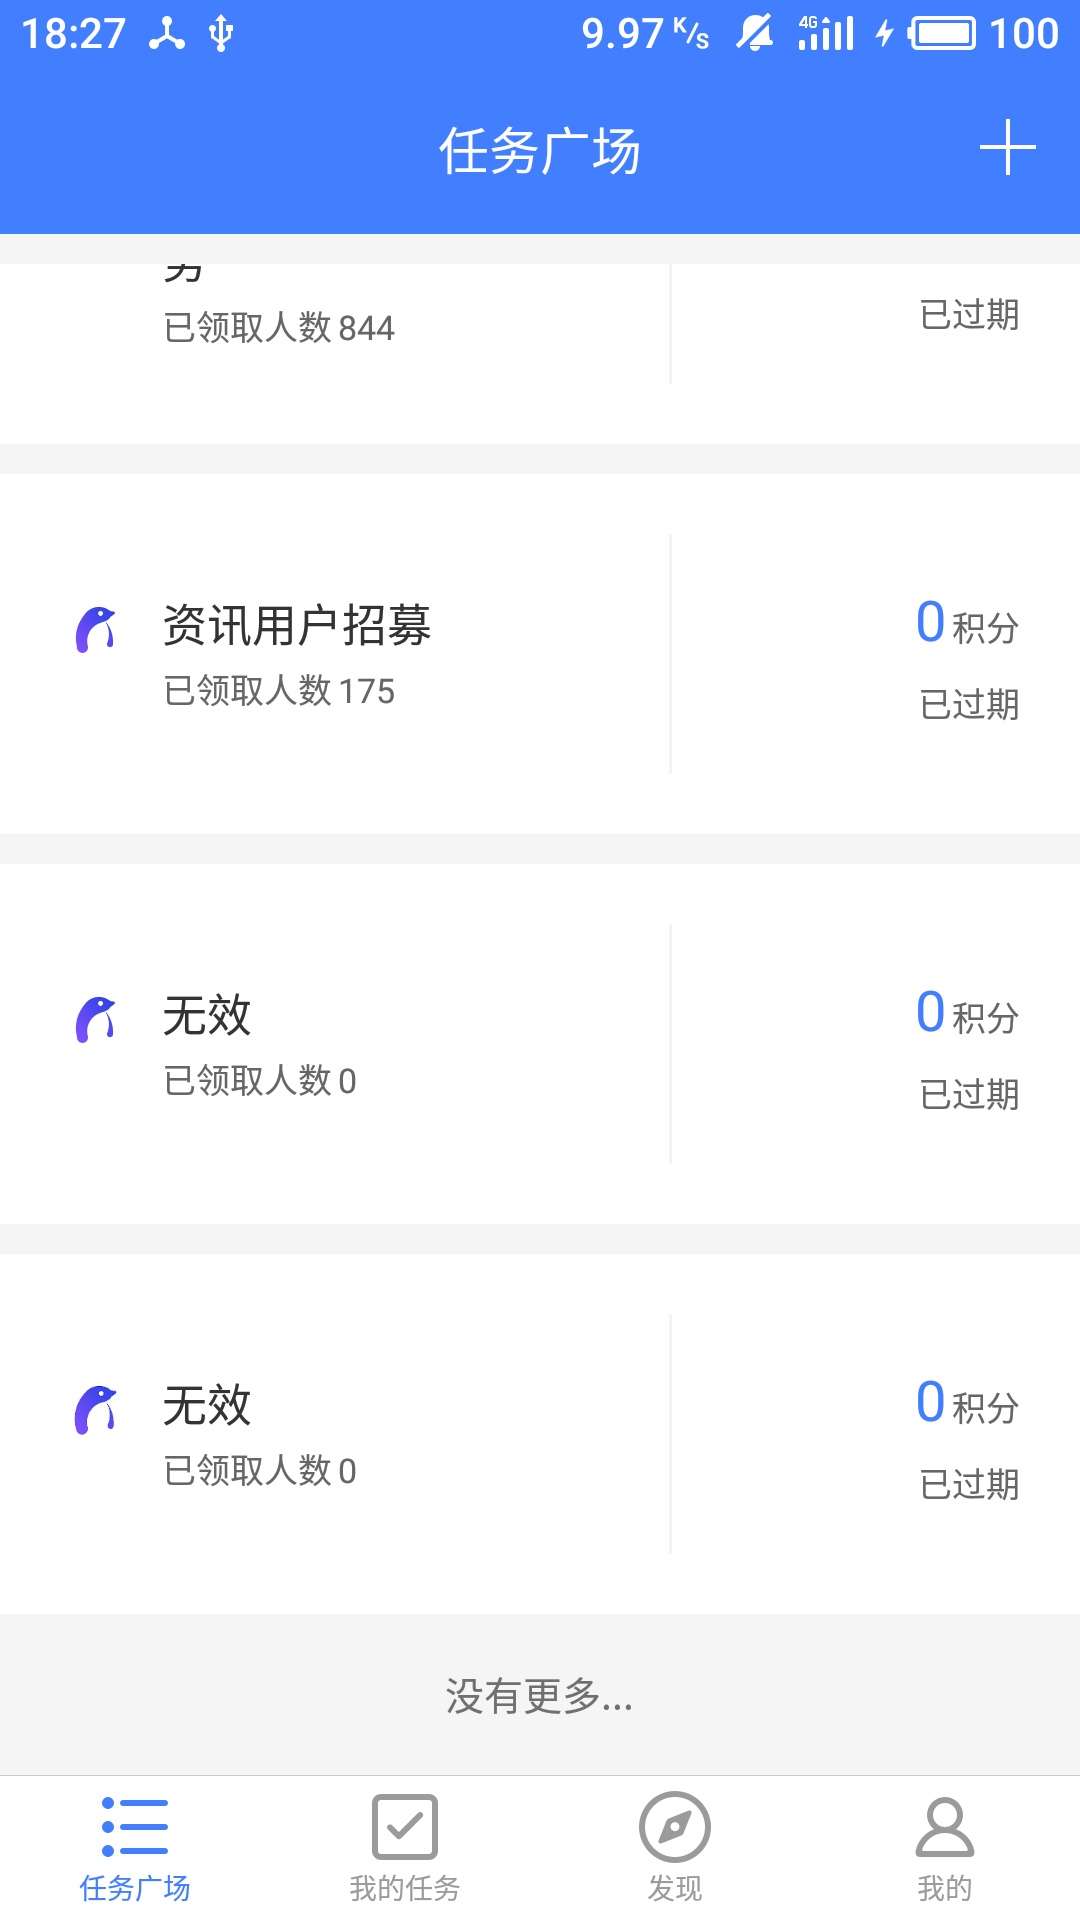 18:27 9.97 K/s 4G 100
任务广场
务
已领取人数 844
已过期
资讯用户招募
0 积分
已领取人数 175
已过期
无效
0 积分
已领取人数 0
已过期
无效
0 积分
已领取人数 0
已过期
没有更多...
任务广场 我的任务 发现 我的